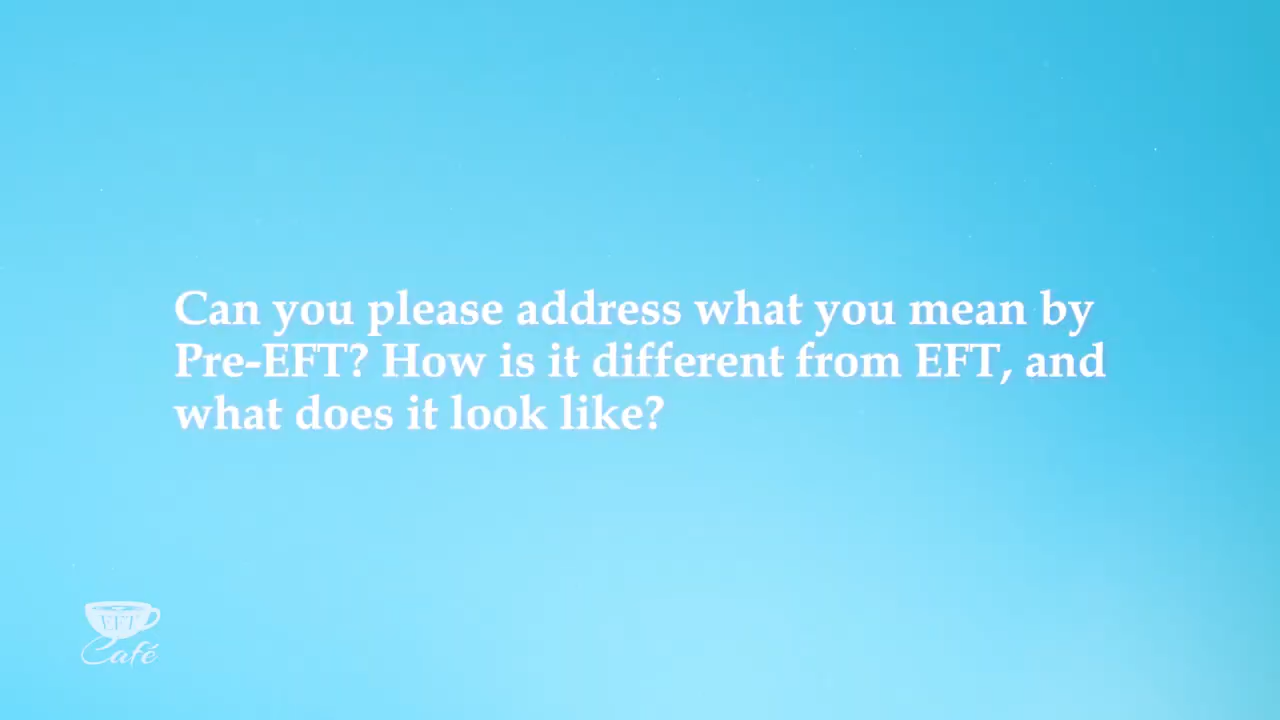 Can you please address what you mean by
Pre-EFT? How is it different from EFT, and
what does it look like?
EFT
Café